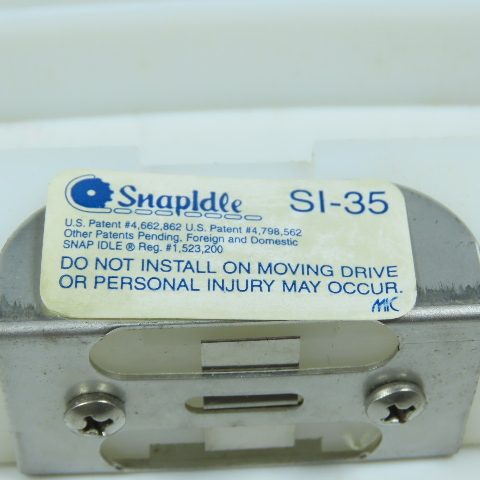 SnapIdle SI-35
U.S. Patent #4,662,862 U.S. Patent #4,798,562
Other Patents Pending, Foreign and Domestic
SNAP IDLE ® Reg. #1,523,200
DO NOT INSTALL ON MOVING DRIVE
OR PERSONAL INJURY MAY OCCUR.